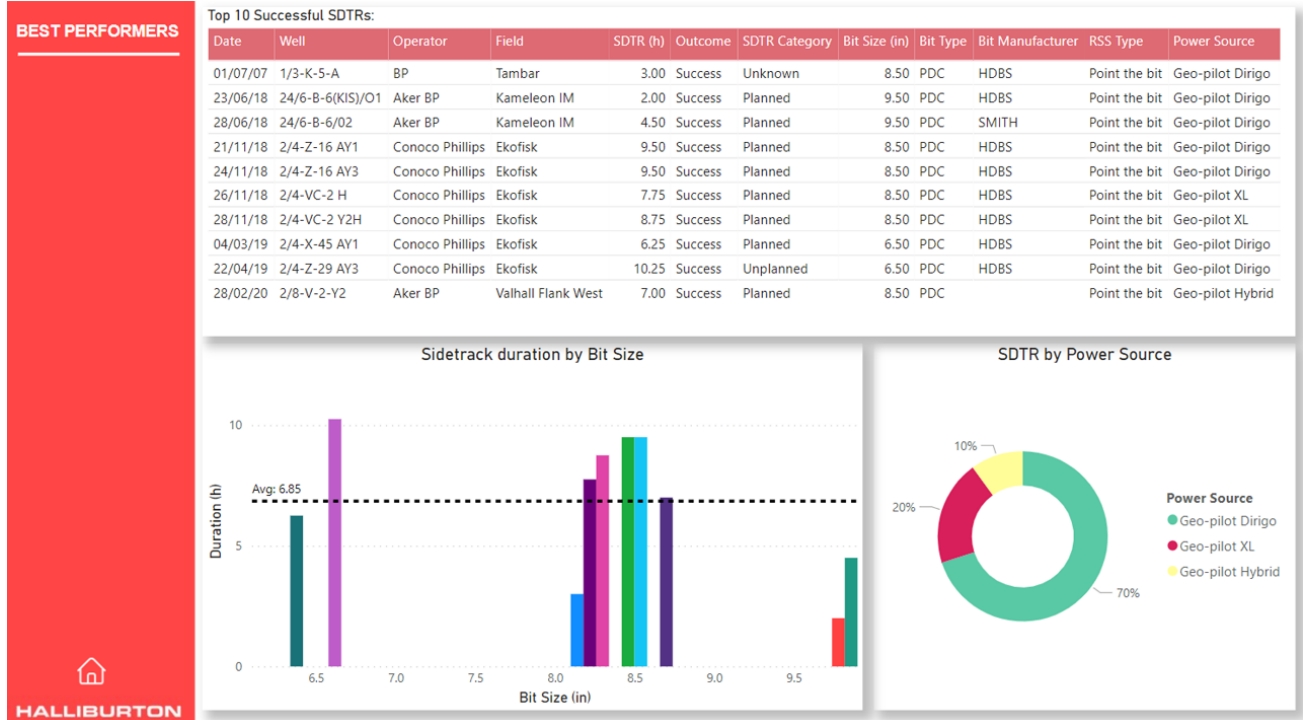 BEST PERFORMERS
Top 10 Successful SDTRs:
Date Well Operator Field SDTR (h) Outcome SDTR Category Bit Size (in) Bit Type Bit Manufacturer RSS Type Power Source
01/07/07 1/3-K-5-A BP Tambar 3.00 Success Unknown 8.50 PDC HDBS Point the bit Geo-pilot Dirigo
23/06/18 24/6-B-6(KIS)/O1 Aker BP Kameleon IM 2.00 Success Planned 9.50 PDC HDBS Point the bit Geo-pilot Dirigo
28/06/18 24/6-B-6/02 Aker BP Kameleon IM 4.50 Success Planned 9.50 PDC SMITH Point the bit Geo-pilot Dirigo
21/11/18 2/4-Z-16 AY1 Conoco Phillips Ekofisk 9.50 Success Planned 8.50 PDC HDBS Point the bit Geo-pilot Dirigo
24/11/18 2/4-Z-16 AY3 Conoco Phillips Ekofisk 9.50 Success Planned 8.50 PDC HDBS Point the bit Geo-pilot Dirigo
26/11/18 2/4-VC-2 H Conoco Phillips Ekofisk 7.75 Success Planned 8.50 PDC HDBS Point the bit Geo-pilot XL
28/11/18 2/4-VC-2 Y2H Conoco Phillips Ekofisk 8.75 Success Planned 8.50 PDC HDBS Point the bit Geo-pilot XL
04/03/19 2/4-X-45 AY1 Conoco Phillips Ekofisk 6.25 Success Planned 6.50 PDC HDBS Point the bit Geo-pilot Dirigo
22/04/19 2/4-Z-29 AY3 Conoco Phillips Ekofisk 10.25 Success Unplanned 6.50 PDC HDBS Point the bit Geo-pilot Dirigo
28/02/20 2/8-V-2-Y2 Aker BP Valhall Flank West 7.00 Success Planned 8.50 PDC Point the bit Geo-pilot Hybrid
Sidetrack duration by Bit Size
10
Avg: 6.85
5
0
Duration (h)
6.5 7.0 7.5 8.0 8.5 9.0 9.5
Bit Size (in)
SDTR by Power Source
10%
20%
70%
Power Source
Geo-pilot Dirigo
Geo-pilot XL
Geo-pilot Hybrid
HALLIBURTON